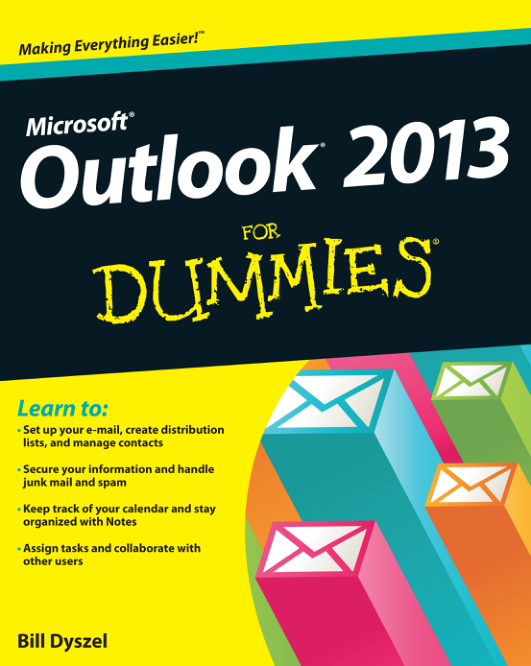 Making Everything Easier!™
Microsoft®
Outlook® 2013
FOR
DUMMIES®
Learn to:
• Set up your e-mail, create distribution
lists, and manage contacts
• Secure your information and handle
junk mail and spam
• Keep track of your calendar and stay
organized with Notes
• Assign tasks and collaborate with
other users
Bill Dyszel